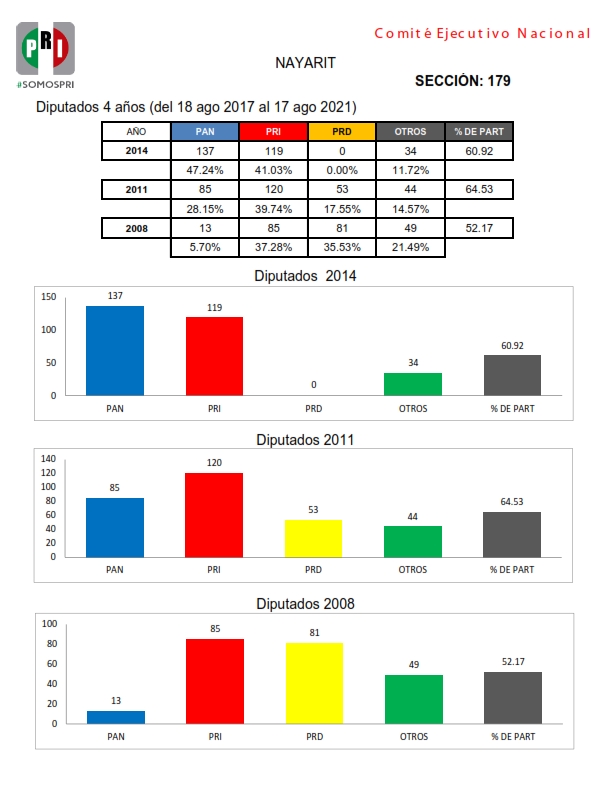 PRI
#SOMOSPRI
Comité Ejecutivo Nacional
NAYARIT
SECCIÓN: 179
Diputados 4 años (del 18 ago 2017 al 17 ago 2021)
AÑO PAN PRI PRD OTROS % DE PART
2014 137 119 0 34 60.92
47.24% 41.03% 0.00% 11.72%
2011 85 120 53 44 64.53
28.15% 39.74% 17.55% 14.57%
2008 13 85 81 49 52.17
5.70% 37.28% 35.53% 21.49%
Diputados 2014
150
100
50
0
137 119 0 34 60.92
PAN PRI PRD OTROS % DE PART
Diputados 2011
140
120
100
80
60
40
20
0
85 120 53 44 64.53
PAN PRI PRD OTROS % DE PART
Diputados 2008
100
80
60
40
20
0
13 85 81 49 52.17
PAN PRI PRD OTROS % DE PART